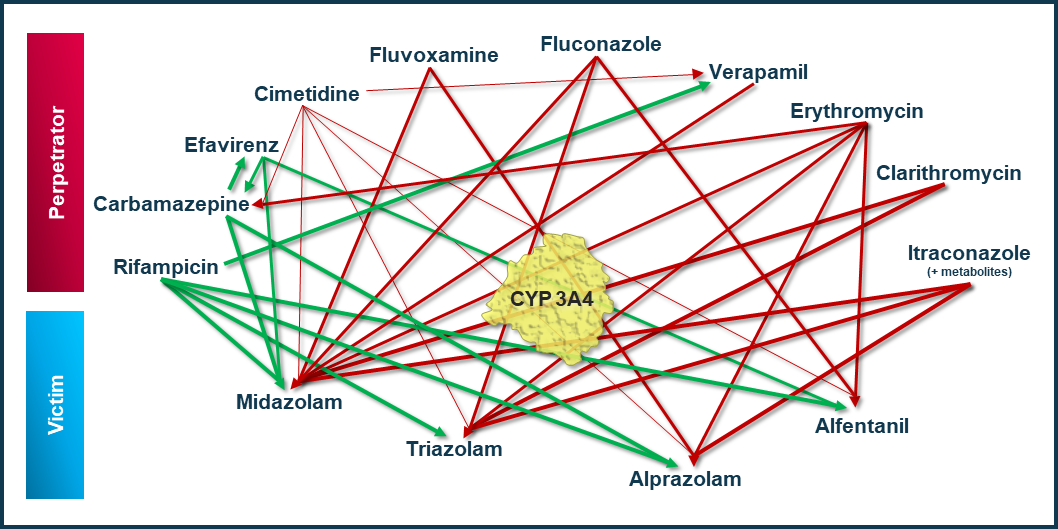 Perpetrator
Victim
Fluvoxamine
Fluconazole
Cimetidine
Verapamil
Efavirenz
Erythromycin
Carbamazepine
Clarithromycin
Rifampicin
Itraconazole
(+ metabolites)
CYP 3A4
Midazolam
Triazolam
Alprazolam
Alfentanil